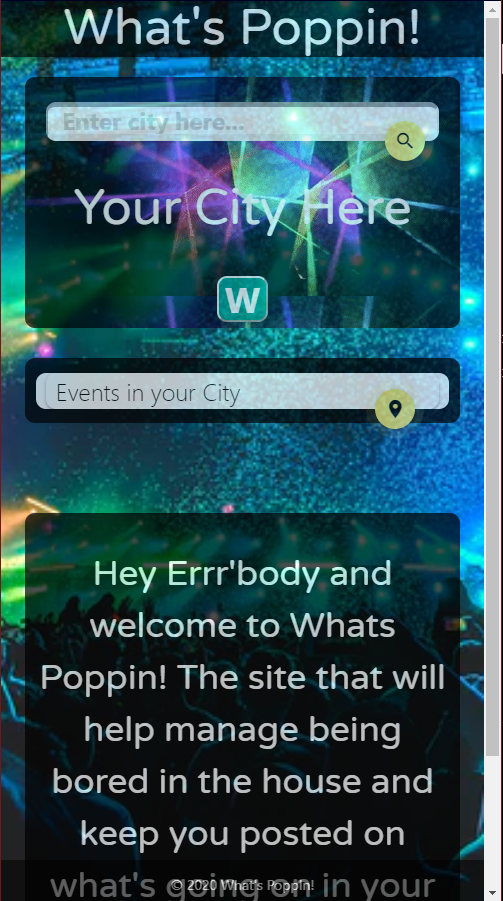 What's Poppin!
Enter city here...
Your City Here
W
Events in your City
Hey Errr'body and
welcome to Whats
Poppin! The site that will
help manage being
bored in the house and
keep you posted on
what's going on in your
© 2020 What's Poppin!